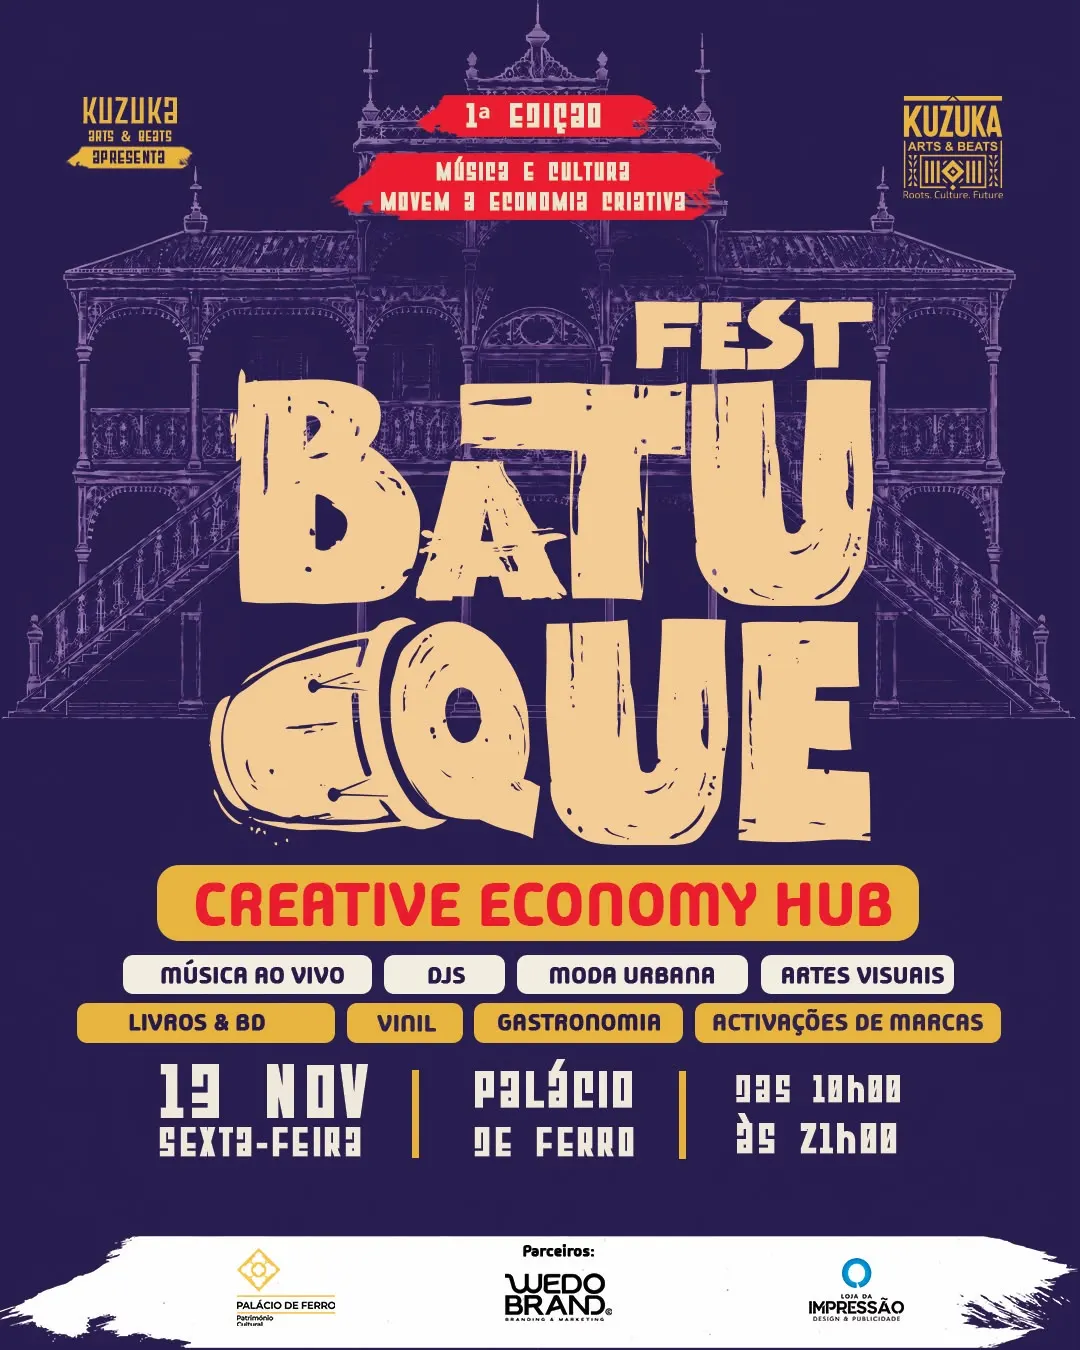 KUZUKA
ARTS & BEATS
APRESENTA
1ª EDIÇÃO
MÚSICA E CULTURA
MOVEM A ECONOMIA CRIATIVA
KUZUKA
ARTS & BEATS
Roots. Culture. Future
FEST
BATU
QUE
CREATIVE ECONOMY HUB
MÚSICA AO VIVO
DJS
MODA URBANA
ARTES VISUAIS
LIVROS & BD
VINIL
GASTRONOMIA
ACTIVAÇÕES DE MARCAS
13 NOV
SEXTA-FEIRA
PALÁCIO
DE FERRO
DAS 10h00
ÀS 21h00
Parceiros:
PALÁCIO DE FERRO
Património
Cultural
WEDO
BRAND©
BRANDING & MARKETING
LOJA DA
IMPRESSÃO
DESIGN & PUBLICIDADE